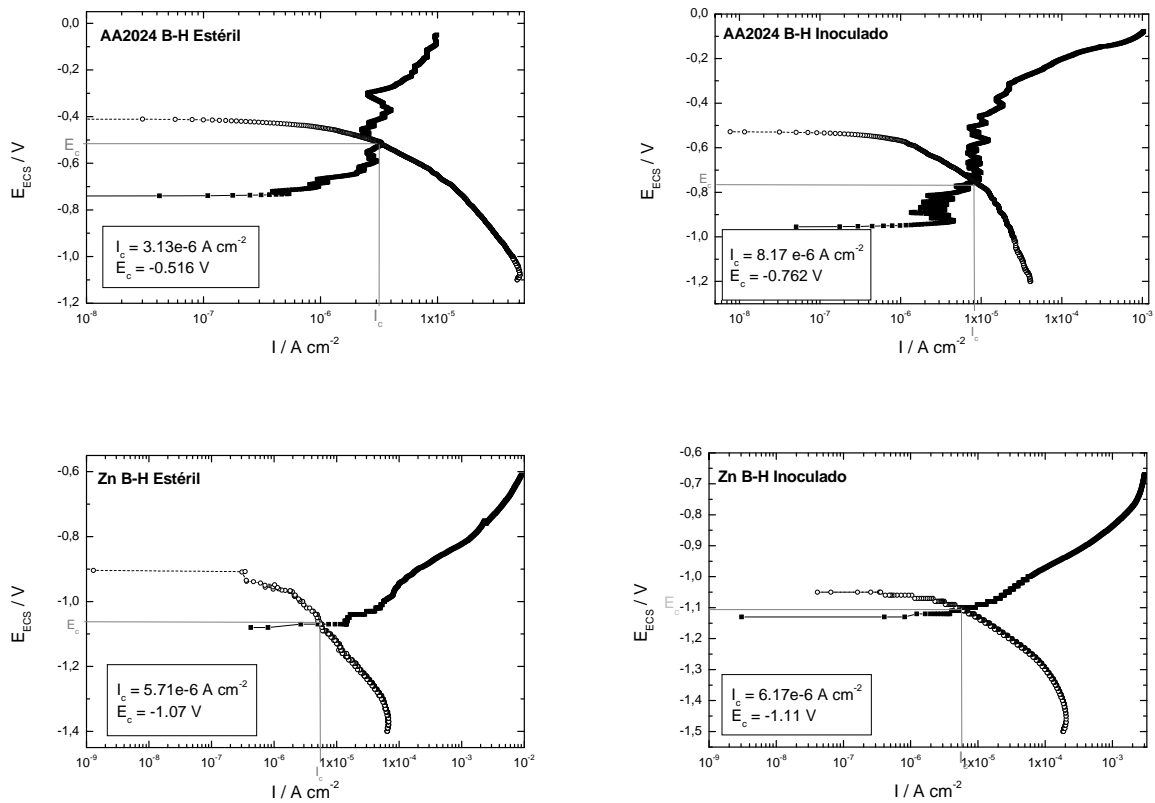 AA2024 B-H Estéril
0,0
-0,2
-0,4
-0,6
-0,8
-1,0
-1,2
E_ECS / V
E_c
I_c = 3.13e-6 A cm^-2
E_c = -0.516 V
10^-8
10^-7
10^-6
1x10^-5
I_c
I / A cm^-2
AA2024 B-H Inoculado
0,0
-0,2
-0,4
-0,6
-0,8
-1,0
-1,2
E_ECS / V
E_c
I_c = 8.17 e-6 A cm^-2
E_c = -0.762 V
10^-8
10^-7
10^-6
1x10^-5
1x10^-4
10^-3
I_c
I / A cm^-2
Zn B-H Estéril
-0,6
-0,8
-1,0
-1,2
-1,4
E_ECS / V
E_c
I_c = 5.71e-6 A cm^-2
E_c = -1.07 V
10^-9
10^-8
10^-7
10^-6
1x10^-5
1x10^-4
10^-3
10^-2
I_c
I / A cm^-2
Zn B-H Inoculado
-0,6
-0,7
-0,8
-0,9
-1,0
-1,1
-1,2
-1,3
-1,4
-1,5
E_ECS / V
E_c
I_c = 6.17e-6 A cm^-2
E_c = -1.11 V
10^-9
10^-8
10^-7
10^-6
1x10^-5
1x10^-4
10^-3
I_c
I / A cm^-2